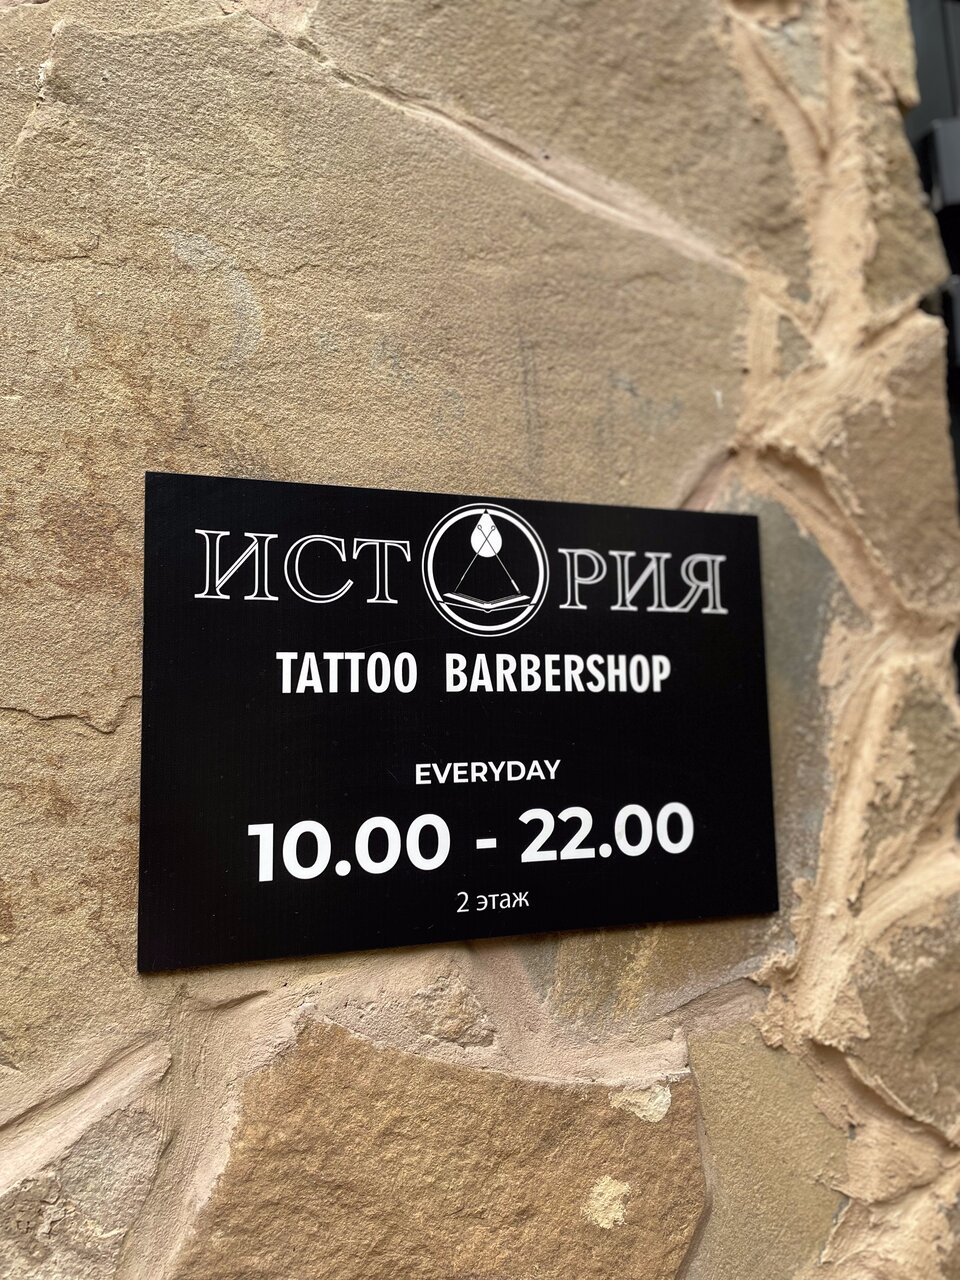 ИСТОРИЯ
TATTOO BARBERSHOP
EVERYDAY
10.00 - 22.00
2 этаж